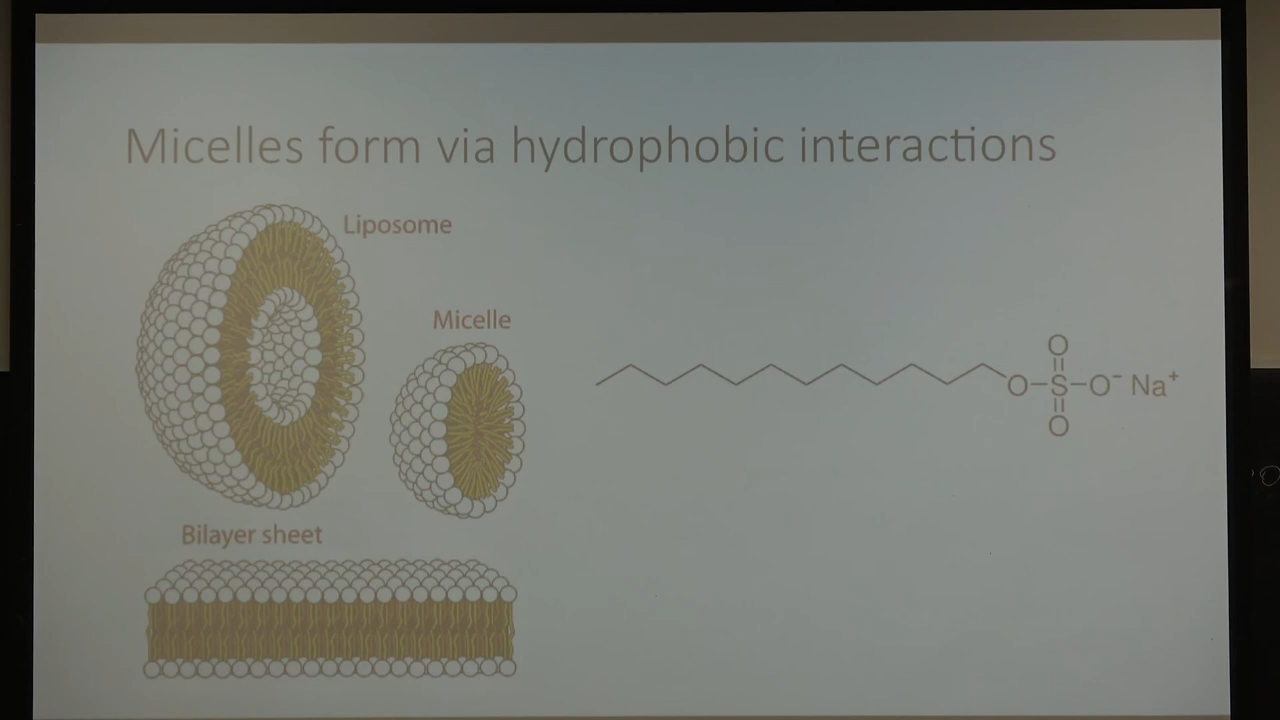 Micelles form via hydrophobic interactions
Liposome
Micelle
O
O–S–O⁻ Na⁺
O
Bilayer sheet